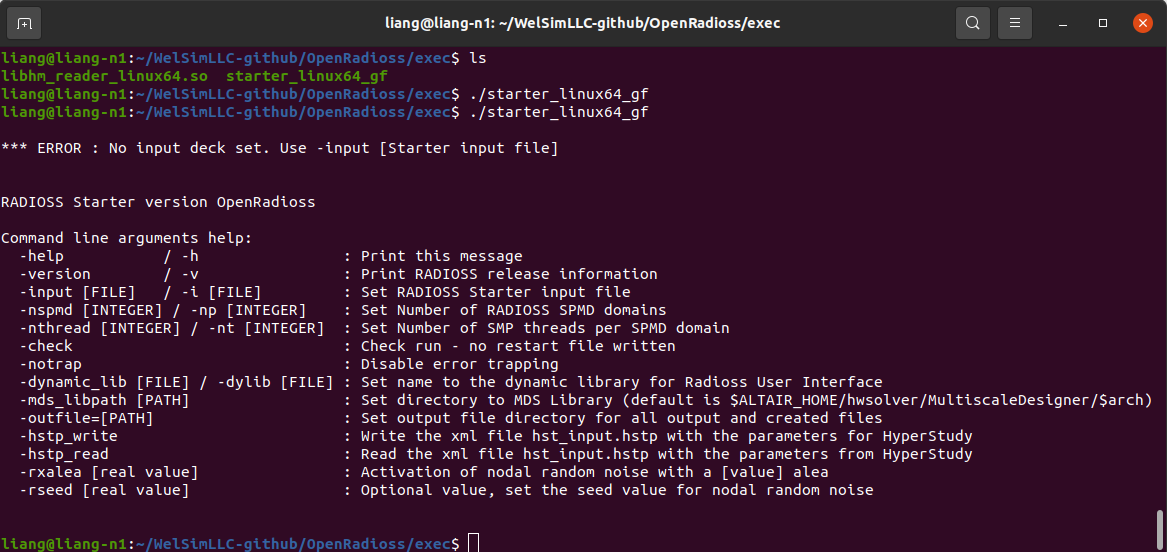 liang@liang-n1: ~/WelSimLLC-github/OpenRadioss/exec
liang@liang-n1:~/WelSimLLC-github/OpenRadioss/exec$ ls
libhm_reader_linux64.so  starter_linux64_gf
liang@liang-n1:~/WelSimLLC-github/OpenRadioss/exec$ ./starter_linux64_gf
liang@liang-n1:~/WelSimLLC-github/OpenRadioss/exec$ ./starter_linux64_gf
*** ERROR : No input deck set. Use -input [Starter input file]
RADIOSS Starter version OpenRadioss
Command line arguments help:
  -help           / -h                : Print this message
  -version        / -v                : Print RADIOSS release information
  -input [FILE]   / -i [FILE]         : Set RADIOSS Starter input file
  -nspmd [INTEGER] / -np [INTEGER]    : Set Number of RADIOSS SPMD domains
  -nthread [INTEGER] / -nt [INTEGER]  : Set Number of SMP threads per SPMD domain
  -check                              : Check run - no restart file written
  -notrap                             : Disable error trapping
  -dynamic_lib [FILE] / -dylib [FILE] : Set name to the dynamic library for Radioss User Interface
  -mds_libpath [PATH]                 : Set directory to MDS Library (default is $ALTAIR_HOME/hwsolver/MultiscaleDesigner/$arch)
  -outfile=[PATH]                     : Set output file directory for all output and created files
  -hstp_write                         : Write the xml file hst_input.hstp with the parameters for HyperStudy
  -hstp_read                          : Read the xml file hst_input.hstp with the parameters from HyperStudy
  -rxalea [real value]                : Activation of nodal random noise with a [value] alea
  -rseed [real value]                 : Optional value, set the seed value for nodal random noise
liang@liang-n1:~/WelSimLLC-github/OpenRadioss/exec$